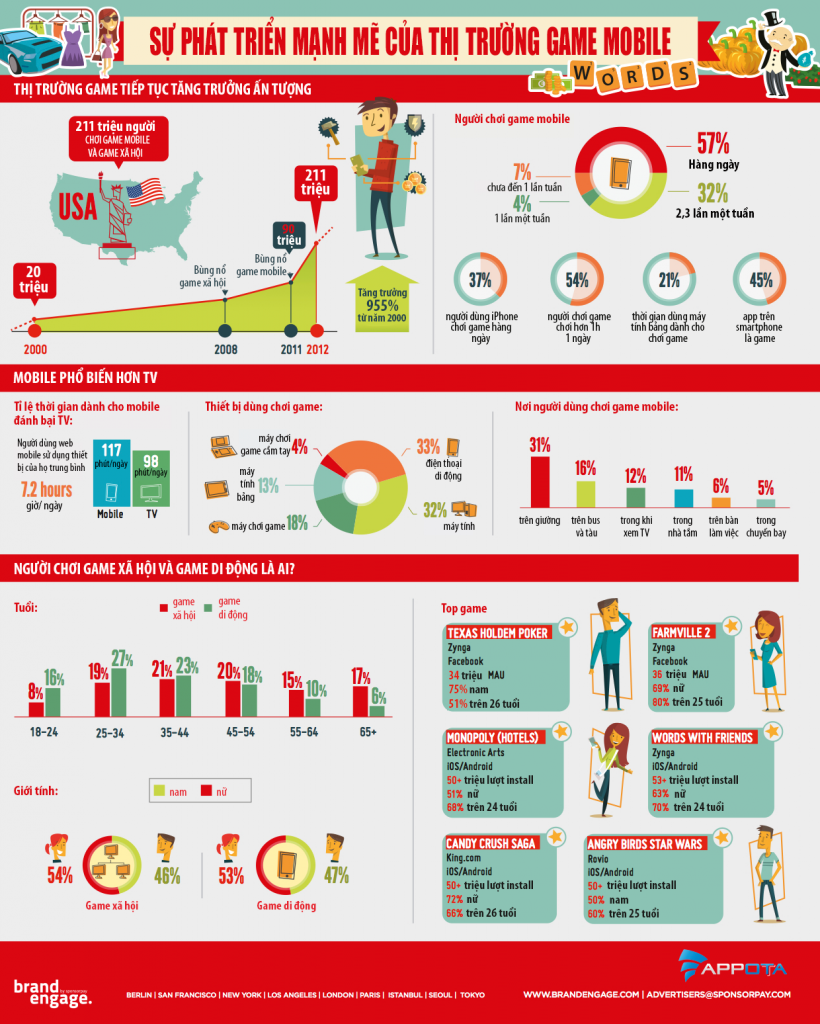 SỰ PHÁT TRIỂN MẠNH MẼ CỦA THỊ TRƯỜNG GAME MOBILE
WORDS
THỊ TRƯỜNG GAME TIẾP TỤC TĂNG TRƯỞNG ẤN TƯỢNG
211 triệu người
CHƠI GAME MOBILE
VÀ GAME XÃ HỘI
USA
20
triệu
Bùng nổ
game xã hội
Bùng nổ
game mobile
triệu
211
triệu
2000
2008
2011
2012
Tăng trưởng
955%
từ năm 2000
Người chơi game mobile
57%
Hàng ngày
32%
2,3 lần một tuần
7%
chưa đến 1 lần tuần
4%
1 lần một tuần
37%
người dùng iPhone
chơi game hàng
ngày
54%
người chơi game
chơi hơn 1h
1 ngày
21%
thời gian dùng máy
tính bảng dành cho
chơi game
45%
app trên
smartphone
là game
MOBILE PHỔ BIẾN HƠN TV
Tỉ lệ thời gian dành cho mobile
đánh bại TV:
Người dùng web
mobile sử dụng thiết
bị của họ trung bình
7.2 hours
giờ/ ngày
117
phút/ngày
Mobile
98
phút/ngày
TV
Thiết bị dùng chơi game:
máy chơi
game cầm tay 4%
máy
tính
bảng
13%
máy chơi game 18%
33%
điện thoại
di động
32%
máy tính
Nơi người dùng chơi game mobile:
31%
16%
12%
11%
6%
5%
trên giường
trên bus
và tàu
trong khi
xem TV
trong
nhà tắm
trên bàn
làm việc
trong
chuyến bay
NGƯỜI CHƠI GAME XÃ HỘI VÀ GAME DI ĐỘNG LÀ AI?
Tuổi:
game
xã hội
game
di động
8% 16%
19% 27%
21% 23%
20% 18%
15% 10%
17% 6%
18-24
25-34
35-44
45-54
55-64
65+
Giới tính:
nam
nữ
54%
46%
Game xã hội
53%
47%
Game di động
Top game
TEXAS HOLDEM POKER
Zynga
Facebook
34 triệu MAU
75% nam
51% trên 26 tuổi
FARMVILLE 2
Zynga
Facebook
36 triệu MAU
69% nữ
80% trên 25 tuổi
MONOPOLY (HOTELS)
Electronic Arts
iOS/Android
50+ triệu lượt install
51% nữ
68% trên 24 tuổi
WORDS WITH FRIENDS
Zynga
iOS/Android
53+ triệu lượt install
63% nữ
70% trên 24 tuổi
CANDY CRUSH SAGA
King.com
iOS/Android
50+ triệu lượt install
72% nữ
66% trên 26 tuổi
ANGRY BIRDS STAR WARS
Rovio
iOS/Android
50+ triệu lượt install
50% nam
60% trên 25 tuổi
APPOTA
brand
by sponsorpay
engage.
BERLIN | SAN FRANCISCO | NEW YORK | LOS ANGELES | LONDON | PARIS | ISTANBUL | SEOUL | TOKYO
WWW.BRANDENGAGE.COM | ADVERTISERS@SPONSORPAY.COM